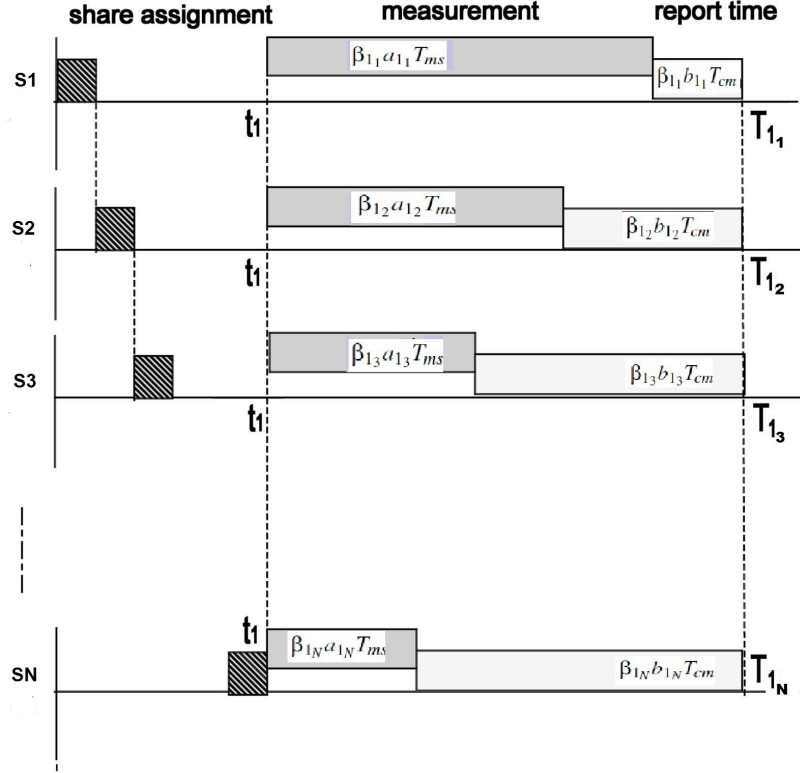 share assignment measurement report time
S1 β₁₁a₁₁Tms β₁₁b₁₁Tcm
t1 T₁₁
S2 β₁₂a₁₂Tms β₁₂b₁₂Tcm
t1 T₁₂
S3 β₁₃a₁₃Tms β₁₃b₁₃Tcm
t1 T₁₃
t1
SN β1Na1NTms β1Nb1NTcm T1N